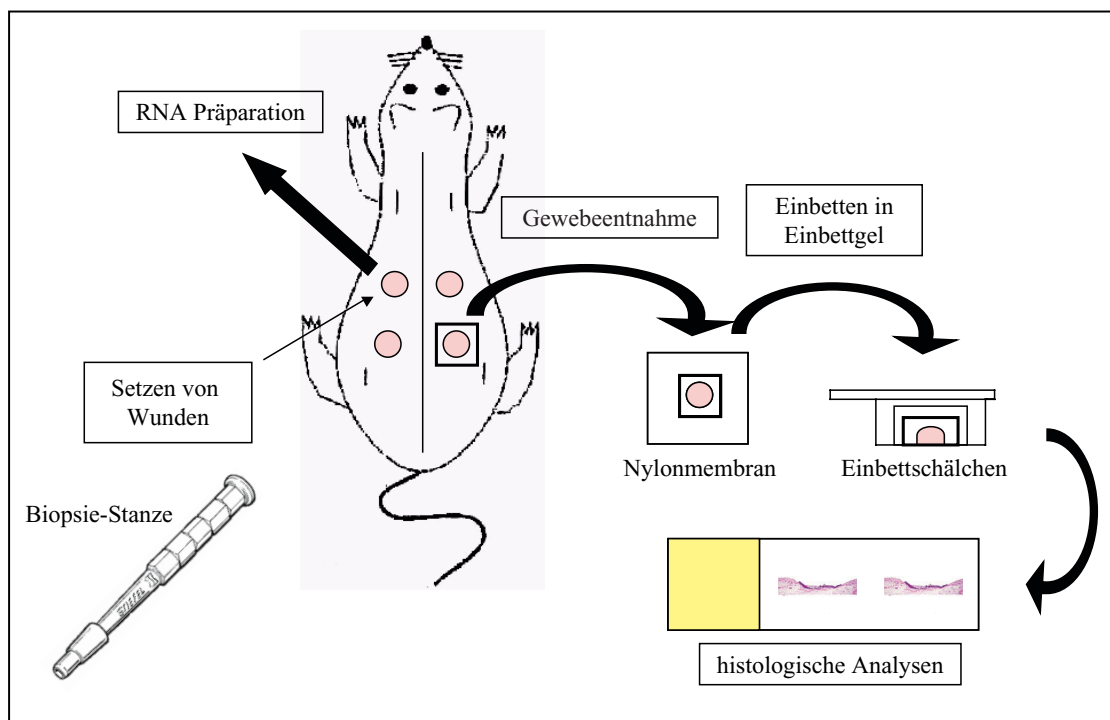 RNA Präparation
Gewebeentnahme
Einbetten in
Einbettgel
Setzen von
Wunden
Nylonmembran
Einbettschälchen
Biopsie-Stanze
histologische Analysen